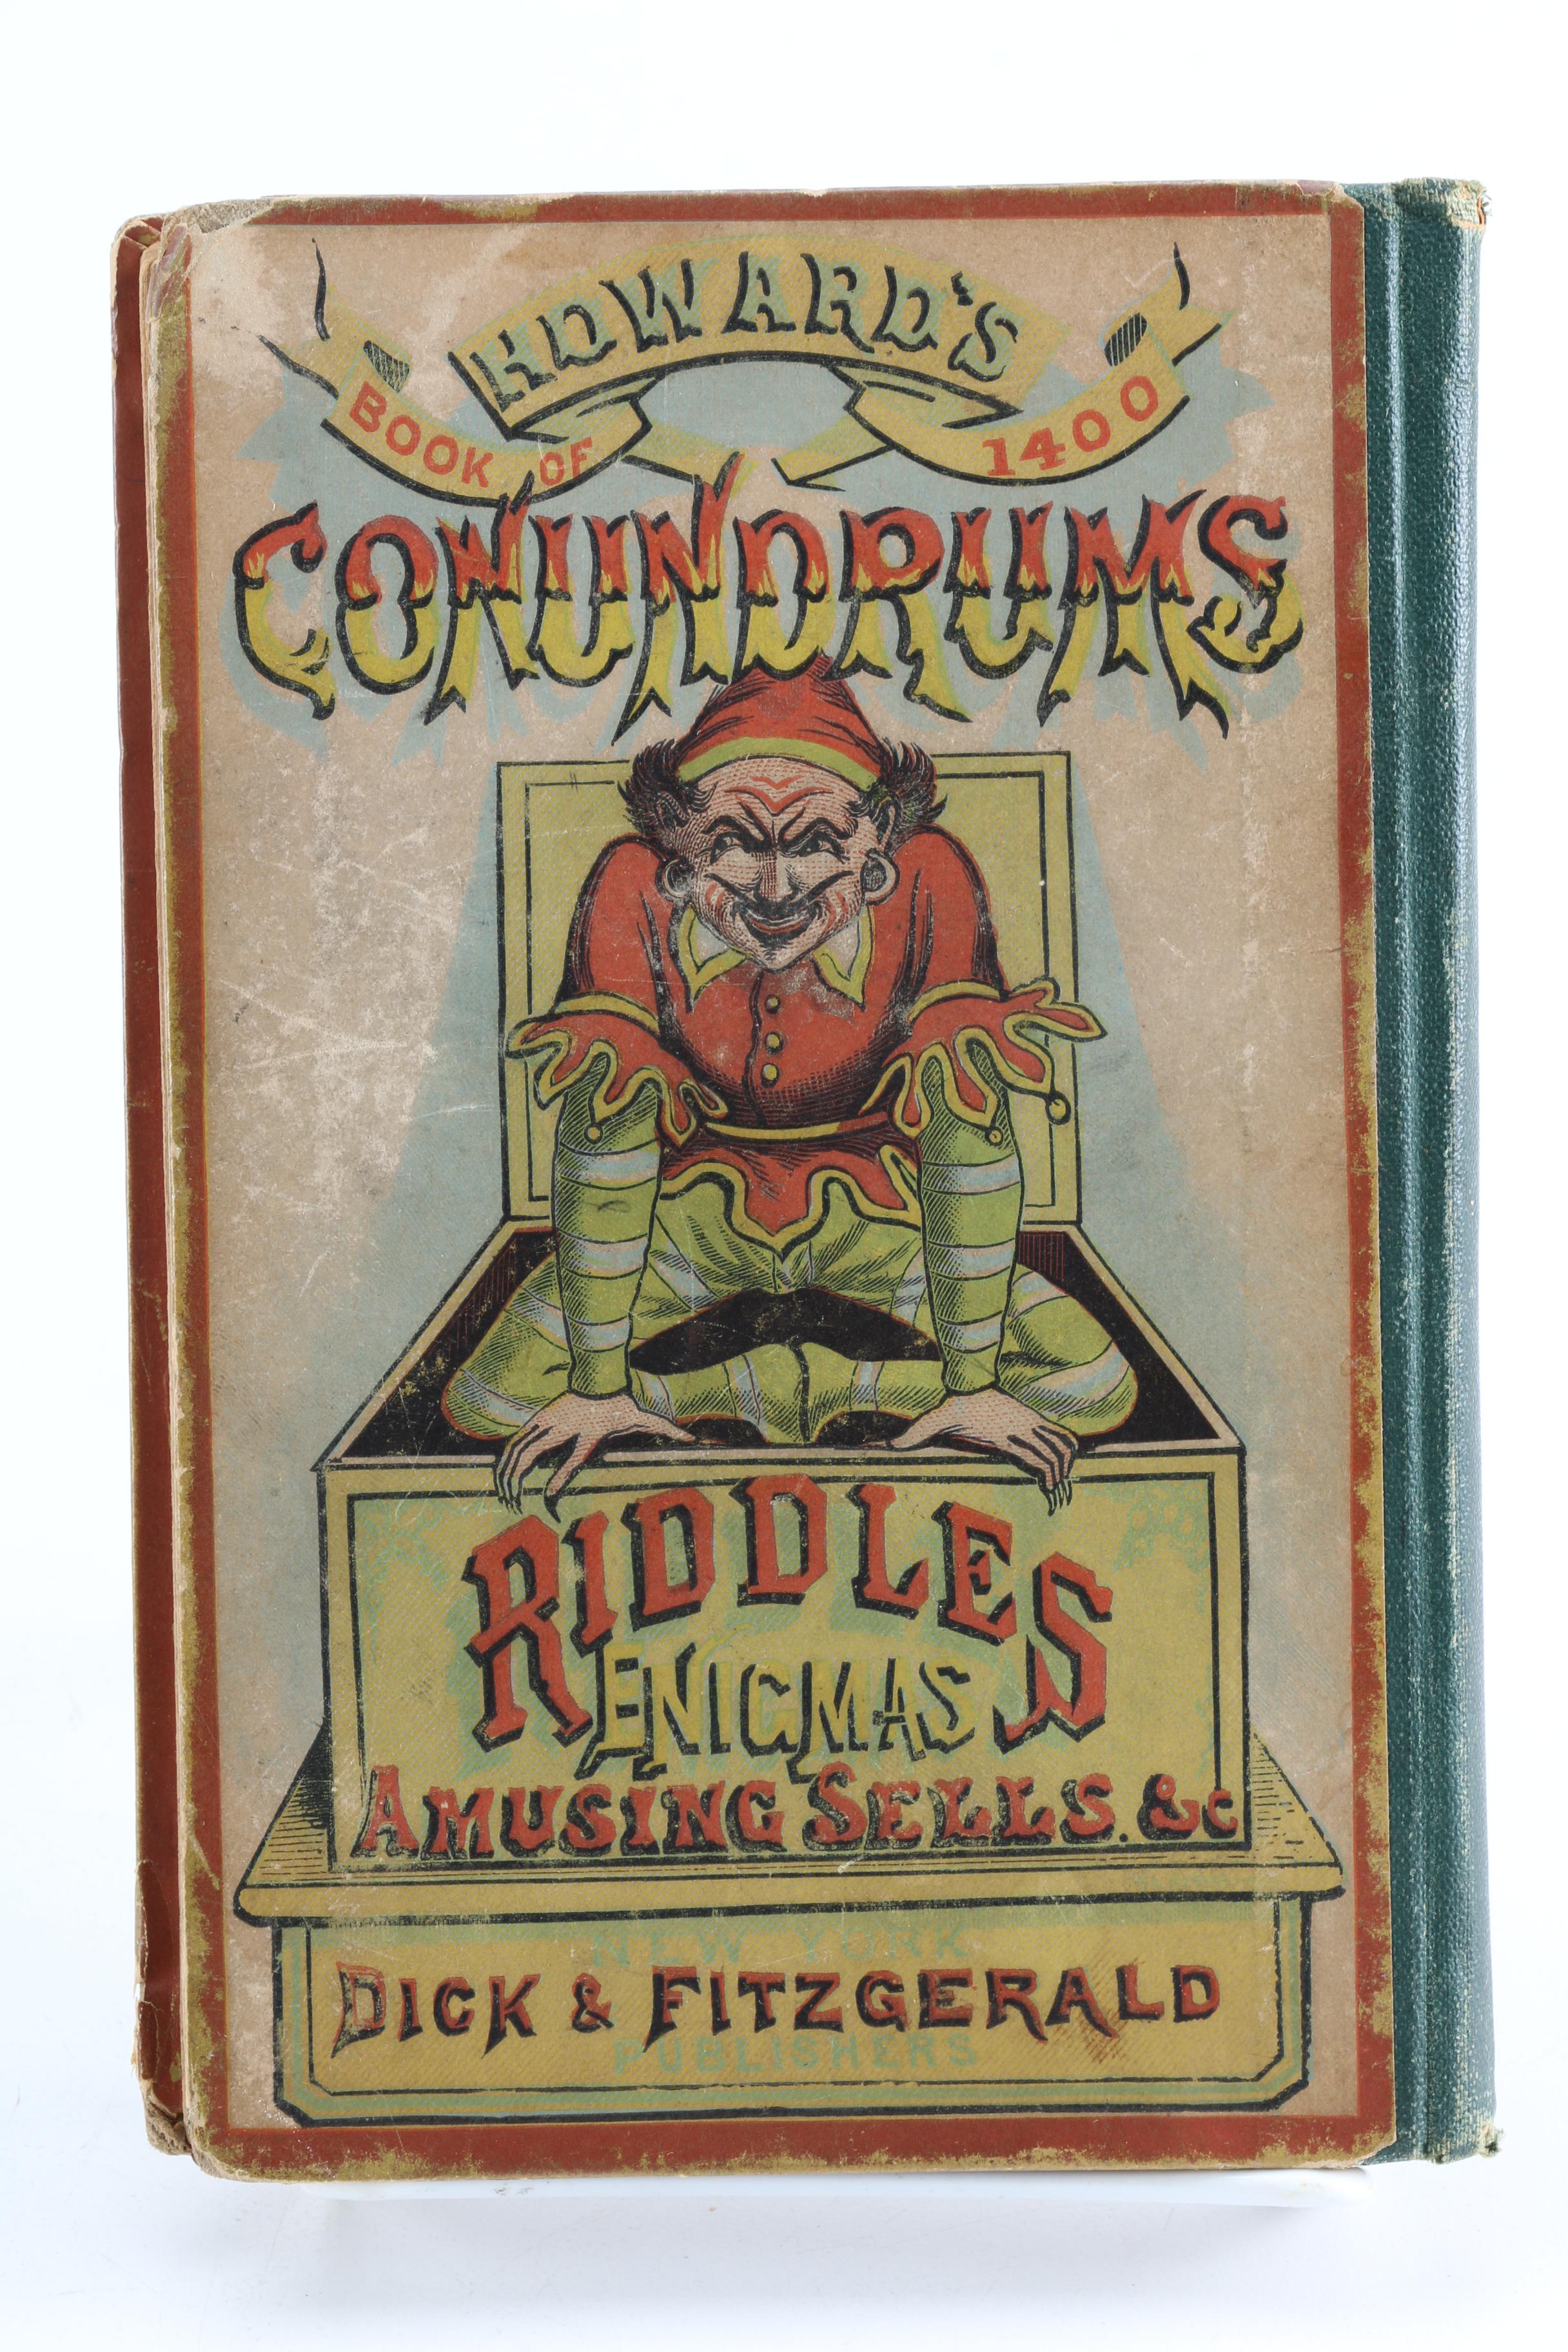 HOWARD'S
BOOK OF 1400
CONUNDRUMS
RIDDLES
ENIGMAS
AMUSING SELLS. &c
NEW YORK
DICK & FITZGERALD
PUBLISHERS